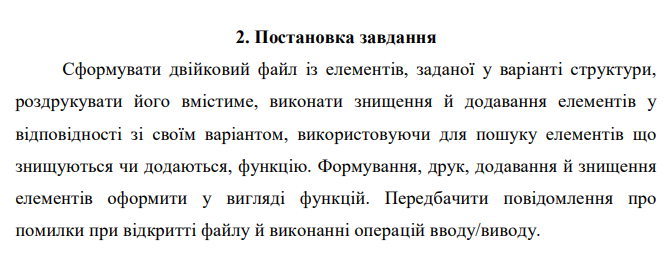 2. Постановка завдання
Сформувати двійковий файл із елементів, заданої у варіанті структури,
роздрукувати його вмістиме, виконати знищення й додавання елементів у
відповідності зі своїм варіантом, використовуючи для пошуку елементів що
знищуються чи додаються, функцію. Формування, друк, додавання й знищення
елементів оформити у вигляді функцій. Передбачити повідомлення про
помилки при відкритті файлу й виконанні операцій вводу/виводу.